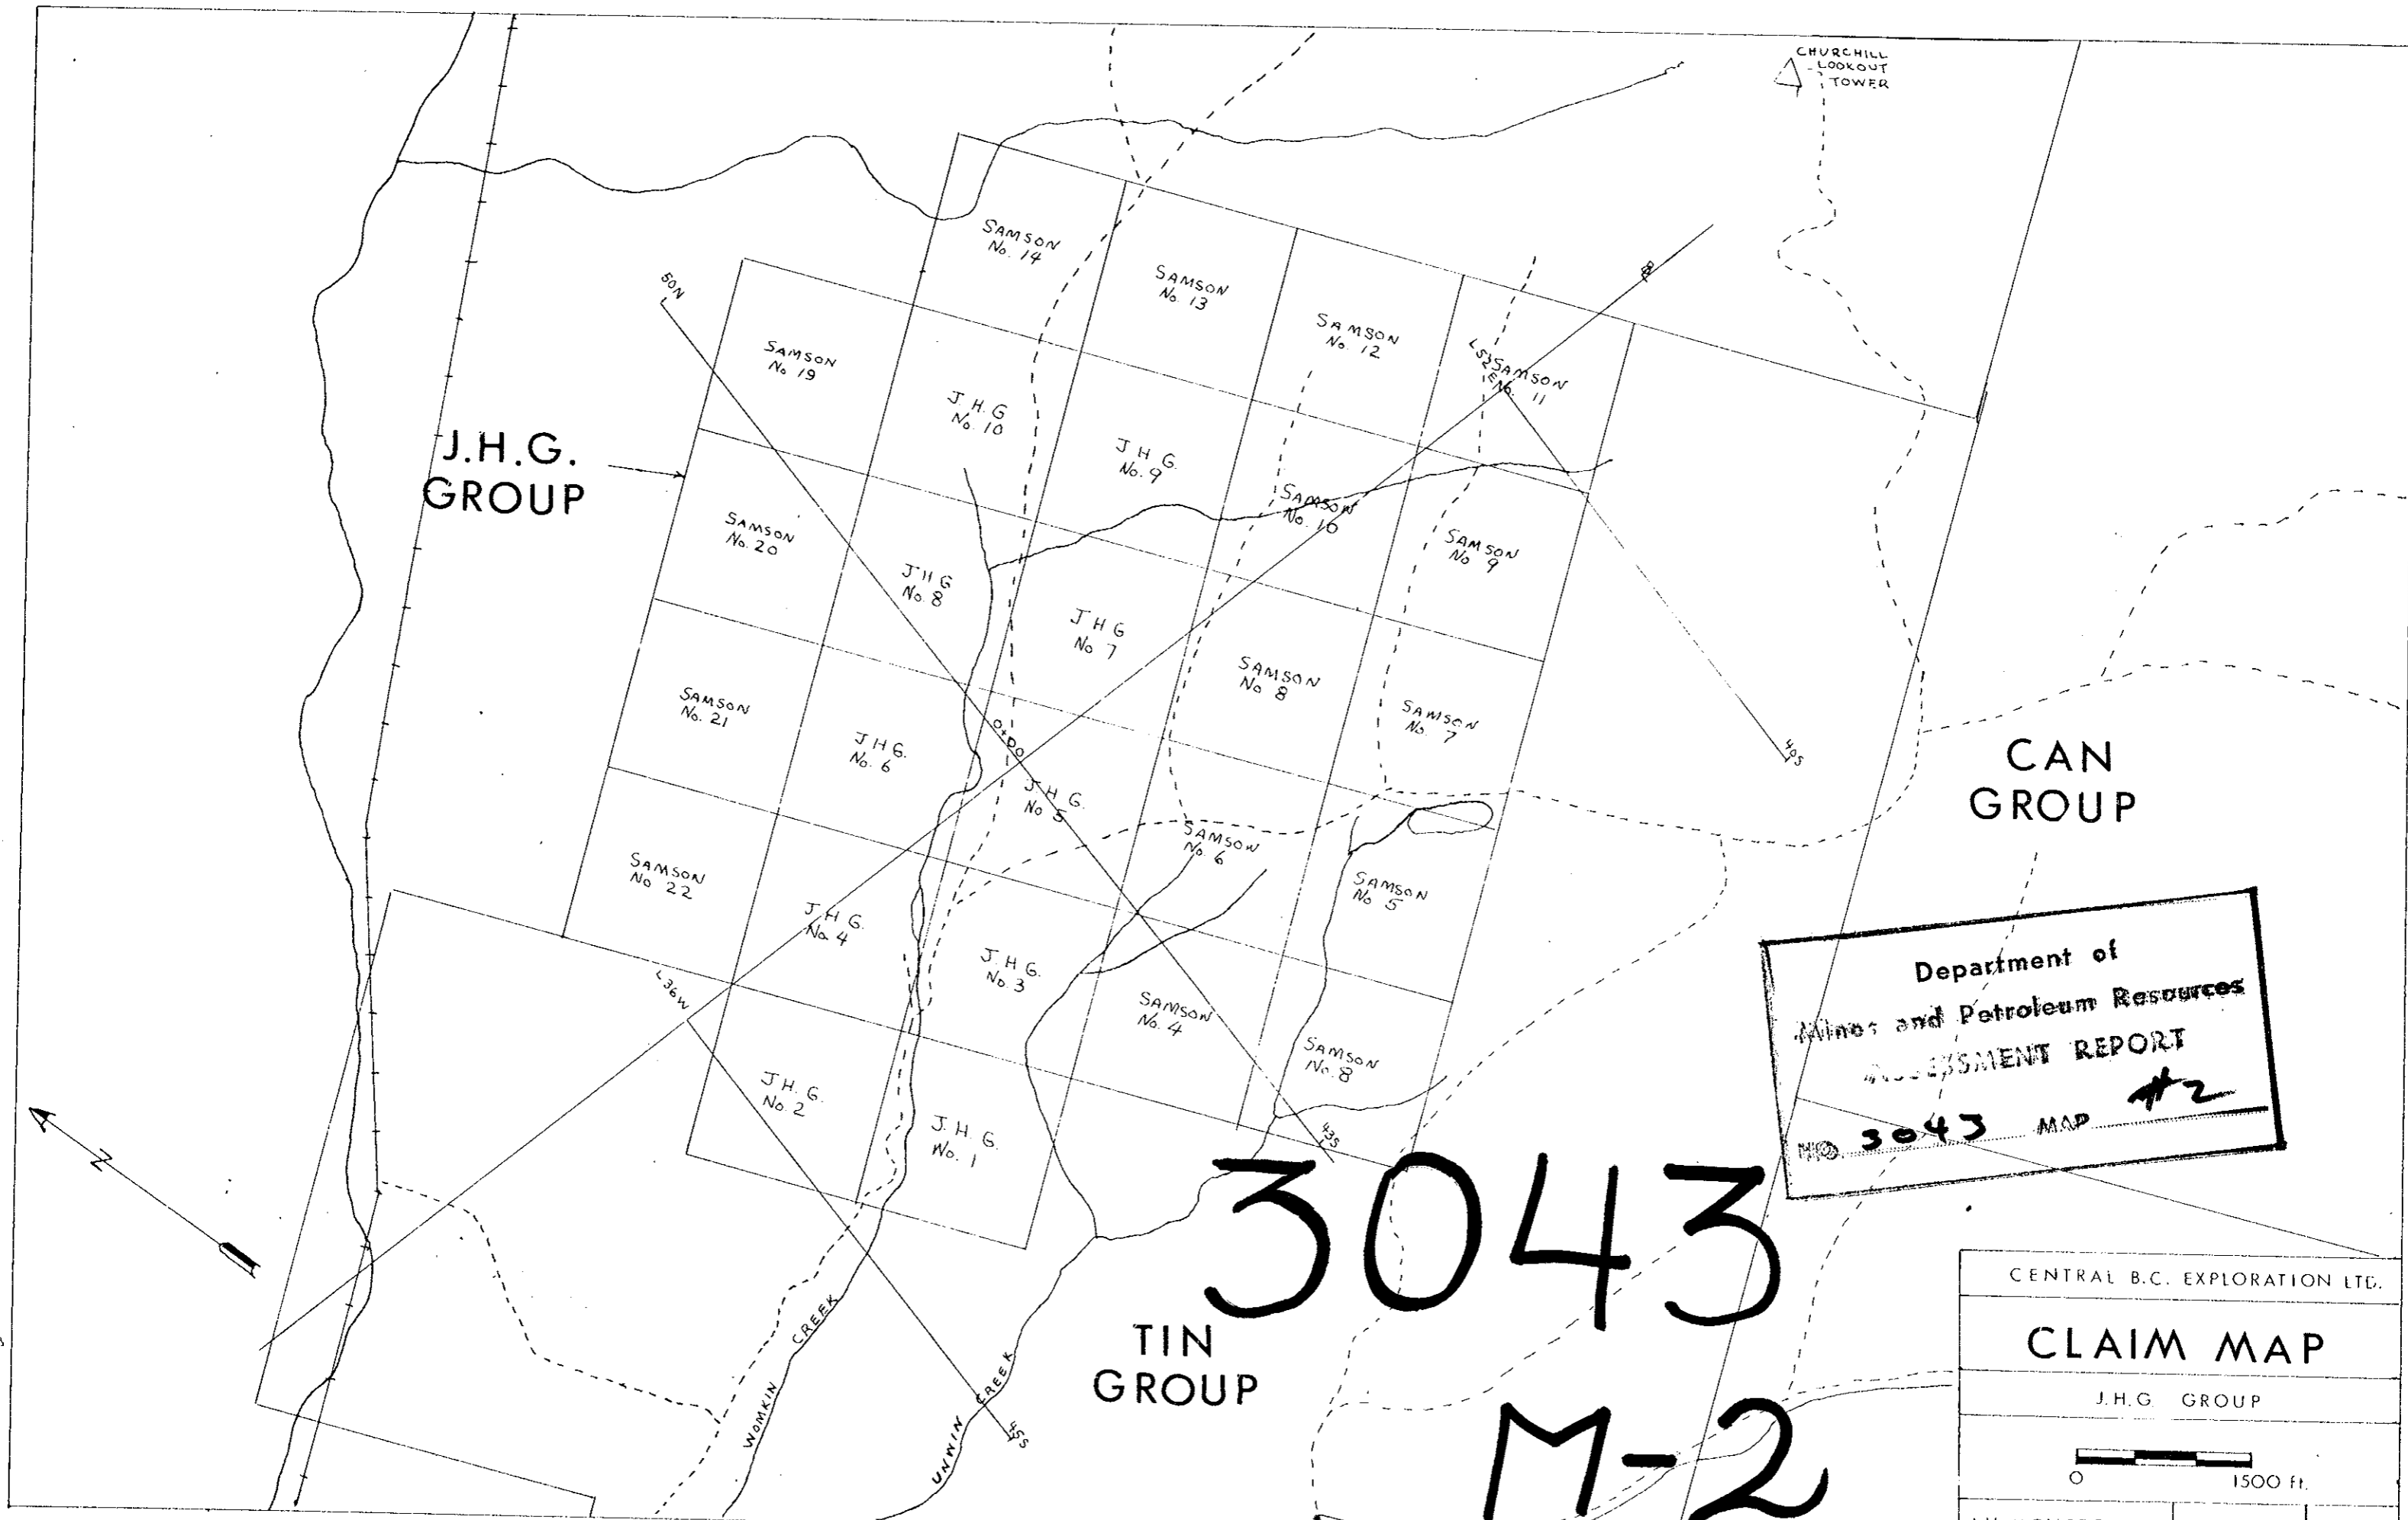 CHURCHILL
LOOKOUT
TOWER
SAMSON
No. 14
SAMSON
No. 13
SAMSON
No. 12
SAMSON
No. 11
50N
SAMSON
No 19
J. H. G
No. 10
J H G.
No. 9
SAMSON
No. 10
SAMSON
No 9
J.H.G.
GROUP
SAMSON
No. 20
J H G
No. 8
J H G
No 7
SAMSON
No 8
SAMSON
No. 7
SAMSON
No. 21
J H G.
No. 6
0+00
J. H G.
No 5
SAMSON
No. 6
SAMSON
No 5
40S
CAN
GROUP
SAMSON
No 22
J H G.
No. 4
J. H G.
No. 3
SAMSON
No. 4
SAMSON
No. 8
L36W
J. H. G.
No. 2
J. H. G.
No. 1
43S
N
Department of
Mines and Petroleum Resources
ASSESSMENT REPORT
NO. 3043 MAP #2
3043
M-2
TIN
GROUP
WOMKIN CREEK
UNWIN CREEK
45S
CENTRAL B.C. EXPLORATION LTD.
CLAIM MAP
J.H.G. GROUP
0 1500 ft.